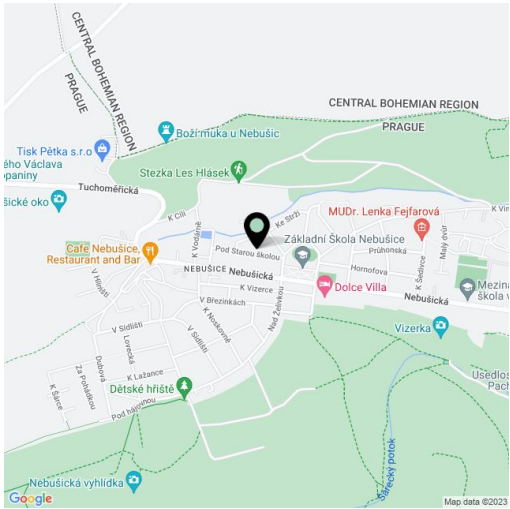 CENTRAL BOHEMIAN
REGION
PRAGUE
CENTRAL BOHEMIAN REGION
PRAGUE
Boží muka u Nebušic
Tisk Pětka s.r.o
ého Václava
opaniny
Tuchoměřická
Stezka Les Hlásek
šické oko
K Cíli
K Vodárně
Ke Strži
MUDr. Lenka Fejfarová
Cafe Nebušice,
Restaurant and Bar
Pod Starou školou
Základní Škola Nebušice
Průhonská
Malý dvůr
NEBUŠICE
Nebušická
Hornofova
K Šedivce
Mezina
škola v
K Vizerce
Dolce Villa
Nebušická
V Hloništi
V Březinkách
K Noskovně
Nad Želivkou
V Sídlišti
V Sídlišti
Vizerka
Lovecká
Dubová
Za Pohádkou
K Lažance
Usedlos
Pach
K Šárce
Dětské hřiště
Pod hájovnou
Šárecký potok
Nebušická vyhlídka
Google
Map data ©2023